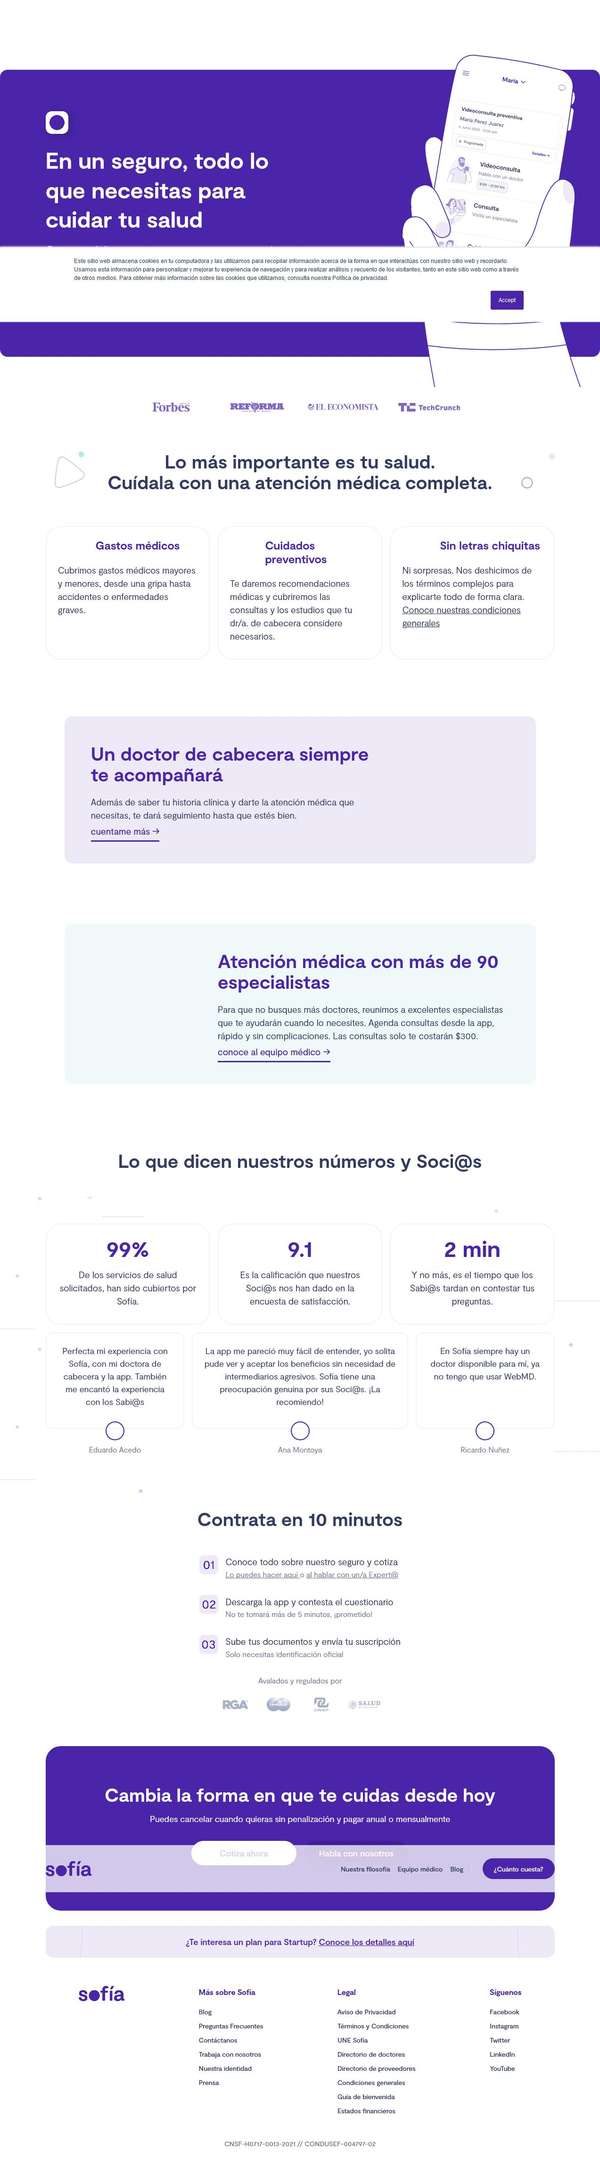 María
Videoconsulta preventiva
María Perez Juarez
Programada
Detalles
Videoconsulta
Habla con un doctor
Consulta
Visita un especialista
En un seguro, todo lo
que necesitas para
cuidar tu salud
Este sitio web almacena cookies en tu computadora y las utilizamos para recopilar información acerca de la forma en que interactúas con nuestro sitio web y recordarlo.
Usamos esta información para personalizar y mejorar tu experiencia de navegación y para realizar análisis y recuento de los visitantes, tanto en este sitio web como a través
de otros medios. Para obtener más información sobre las cookies que utilizamos, consulta nuestra Política de privacidad.
Accept
Forbes REFORMA EL ECONOMISTA TechCrunch
Lo más importante es tu salud.
Cuídala con una atención médica completa.
Gastos médicos
Cubrimos gastos médicos mayores
y menores, desde una gripa hasta
accidentes o enfermedades
graves.
Cuidados
preventivos
Te daremos recomendaciones
médicas y cubriremos las
consultas y los estudios que tu
dr/a. de cabecera considere
necesarios.
Sin letras chiquitas
Ni sorpresas. Nos deshicimos de
los términos complejos para
explicarte todo de forma clara.
Conoce nuestras condiciones
generales
Un doctor de cabecera siempre
te acompañará
Además de saber tu historia clínica y darte la atención médica que
necesitas, te dará seguimiento hasta que estés bien.
cuentame más →
Atención médica con más de 90
especialistas
Para que no busques más doctores, reunimos a excelentes especialistas
que te ayudarán cuando lo necesites. Agenda consultas desde la app,
rápido y sin complicaciones. Las consultas solo te costarán $300.
conoce al equipo médico →
Lo que dicen nuestros números y Soci@s
99%
De los servicios de salud
solicitados, han sido cubiertos por
Sofía.
9.1
Es la calificación que nuestros
Soci@s nos han dado en la
encuesta de satisfacción.
2 min
Y no más, es el tiempo que los
Sabi@s tardan en contestar tus
preguntas.
Perfecta mi experiencia con
Sofía, con mi doctora de
cabecera y la app. También
me encantó la experiencia
con los Sabi@s
Eduardo Acedo
La app me pareció muy fácil de entender, yo solita
pude ver y aceptar los beneficios sin necesidad de
intermediarios agresivos. Sofía tiene una
preocupación genuina por sus Soci@s. ¡La
recomiendo!
Ana Montoya
En Sofía siempre hay un
doctor disponible para mí, ya
no tengo que usar WebMD.
Ricardo Nuñez
Contrata en 10 minutos
01
Conoce todo sobre nuestro seguro y cotiza
Lo puedes hacer aquí o al hablar con un/a Expert@
02
Descarga la app y contesta el cuestionario
No te tomará más de 5 minutos, ¡prometido!
03
Sube tus documentos y envía tu suscripción
Solo necesitas identificación oficial
Avalados y regulados por
RGA
SALUD
Cambia la forma en que te cuidas desde hoy
Puedes cancelar cuando quieras sin penalización y pagar anual o mensualmente
Cotiza ahora Habla con nosotros
sofía Nuestra filosofía Equipo médico Blog ¿Cuánto cuesta?
¿Te interesa un plan para Startup? Conoce los detalles aquí
sofía
Más sobre Sofía
Blog
Preguntas Frecuentes
Contáctanos
Trabaja con nosotros
Nuestra identidad
Prensa
Legal
Aviso de Privacidad
Términos y Condiciones
UNE Sofía
Directorio de doctores
Directorio de proveedores
Condiciones generales
Guía de bienvenida
Estados financieros
Síguenos
Facebook
Instagram
Twitter
LinkedIn
YouTube
CNSF-H0717-0013-2021 // CONDUSEF-004797-02